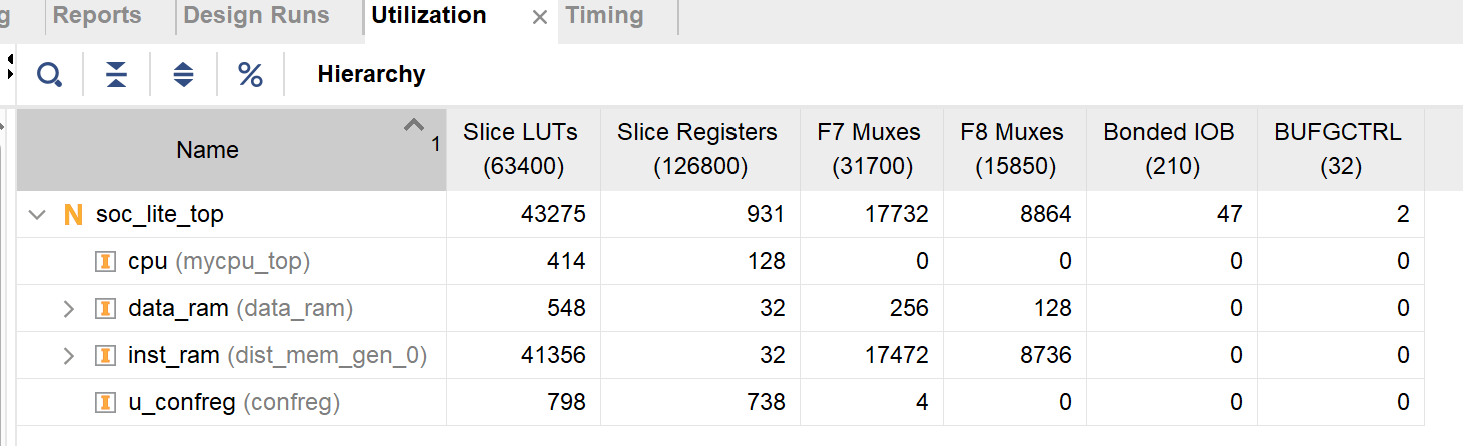 g Reports Design Runs Utilization × Timing
% Hierarchy
Name 1 Slice LUTs (63400) Slice Registers (126800) F7 Muxes (31700) F8 Muxes (15850) Bonded IOB (210) BUFGCTRL (32)
N soc_lite_top 43275 931 17732 8864 47 2
I cpu (mycpu_top) 414 128 0 0 0 0
I data_ram (data_ram) 548 32 256 128 0 0
I inst_ram (dist_mem_gen_0) 41356 32 17472 8736 0 0
I u_confreg (confreg) 798 738 4 0 0 0